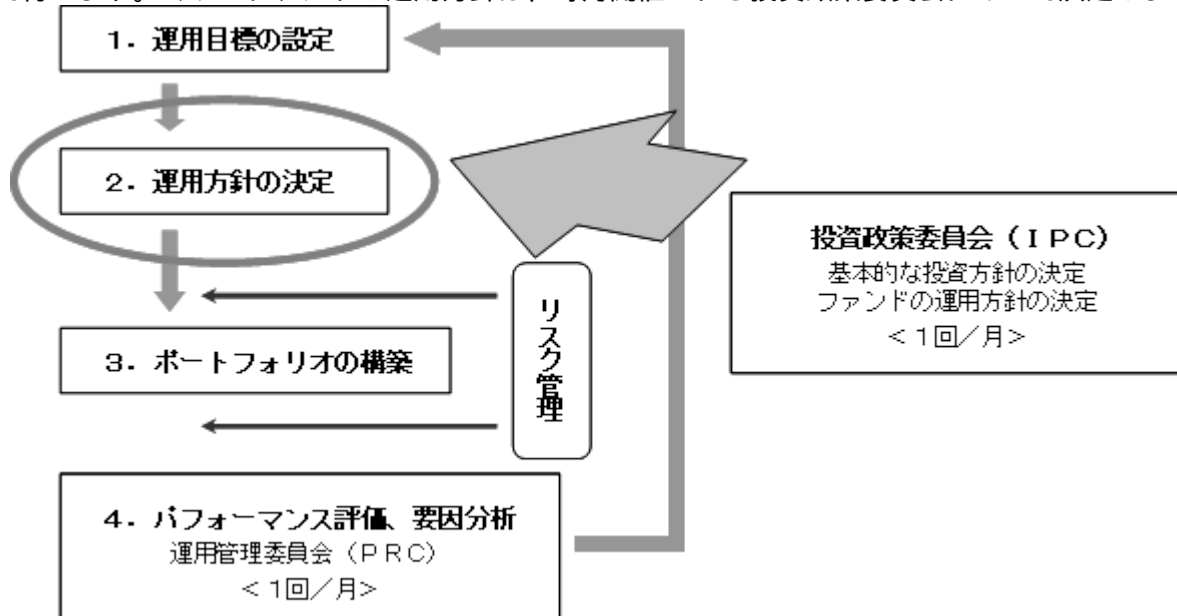 1．運用目標の設定
2．運用方針の決定
投資政策委員会（ＩＰＣ）
基本的な投資方針の決定
ファンドの運用方針の決定
＜1回／月＞
リスク管理
3．ポートフォリオの構築
4．パフォーマンス評価、要因分析
運用管理委員会（ＰＲＣ）
＜1回／月＞